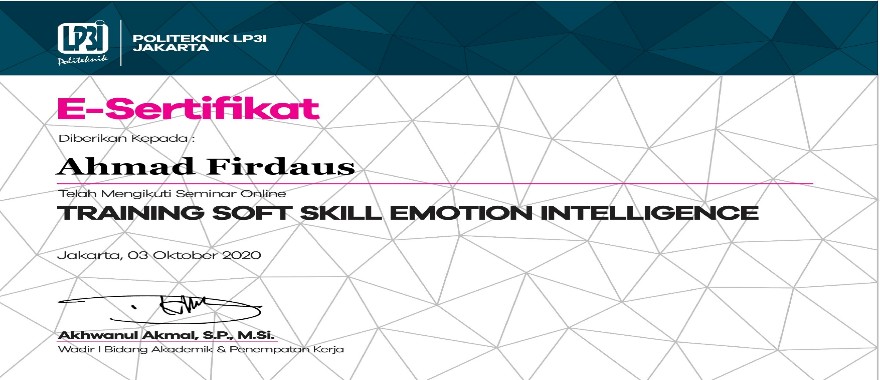 LP3I
Politeknik
POLITEKNIK LP3I
JAKARTA
E-Sertifikat
Diberikan Kepada :
Ahmad Firdaus
Telah Mengikuti Seminar Online
TRAINING SOFT SKILL EMOTION INTELLIGENCE
Jakarta, 03 Oktober 2020
Akhwanul Akmal, S.P., M.Si.
Wadir I Bidang Akademik & Penempatan Kerja